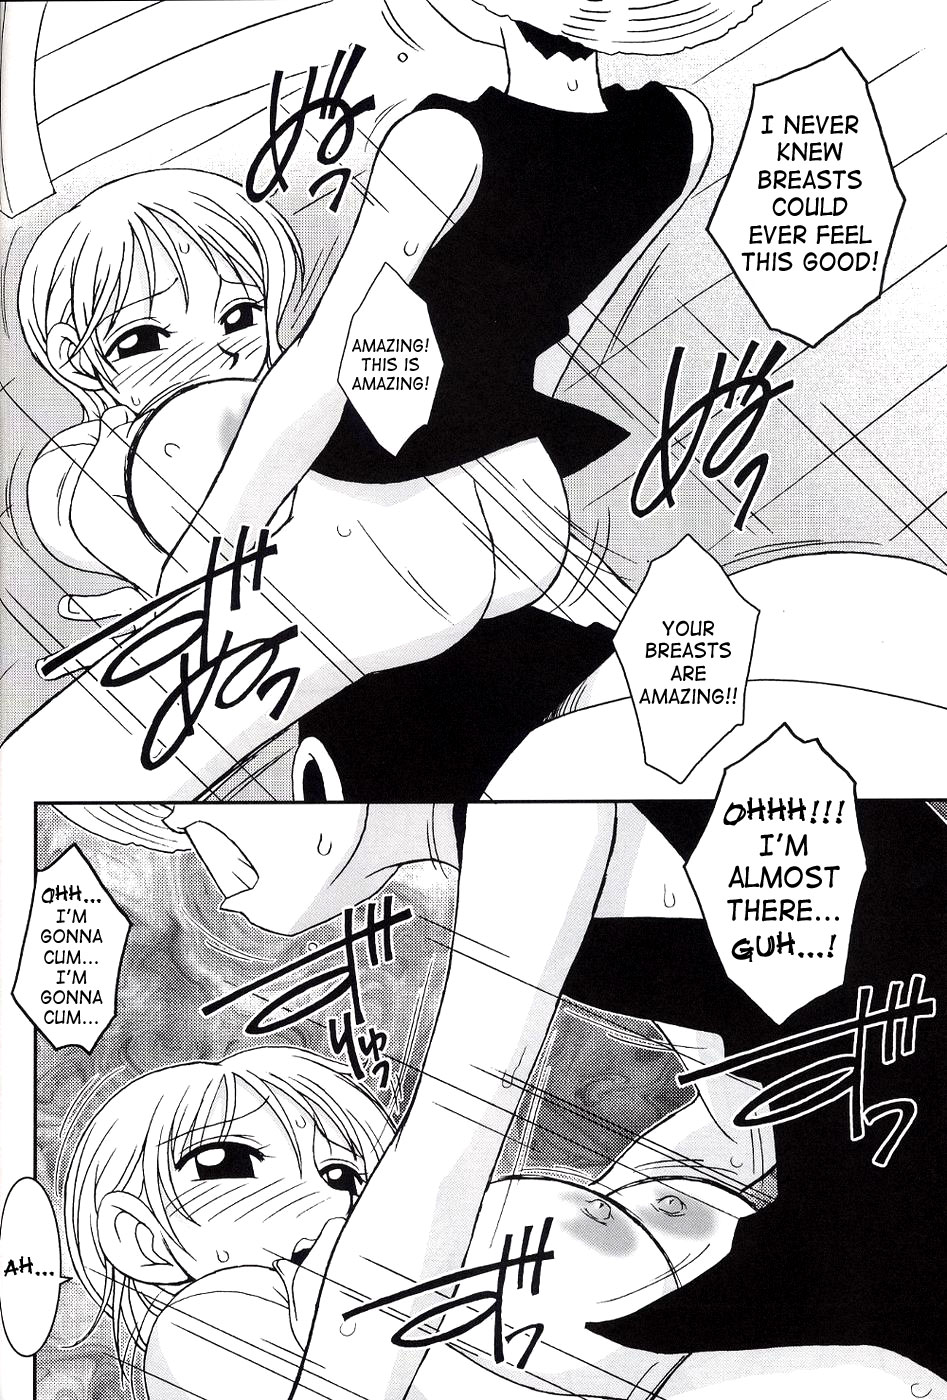 I NEVER
KNEW
BREASTS
COULD
EVER FEEL
THIS GOOD!
AMAZING!
THIS IS
AMAZING!
YOUR
BREASTS
ARE
AMAZING!!
OHHH!!!
I'M
ALMOST
THERE...
GUH...!
OHH...
I'M
GONNA
CUM...
I'M
GONNA
CUM...
AH...